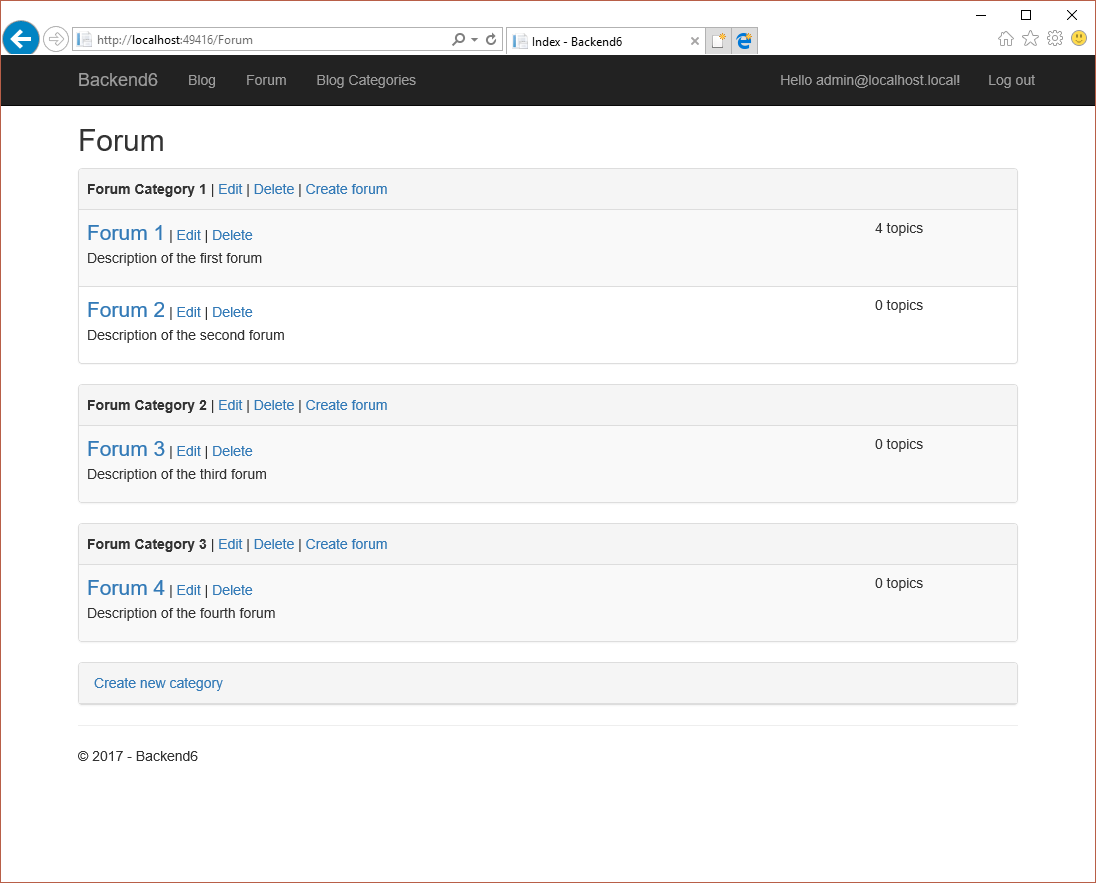 http://localhost:49416/Forum
Index - Backend6
Backend6 Blog Forum Blog Categories Hello admin@localhost.local! Log out
Forum
Forum Category 1 | Edit | Delete | Create forum
Forum 1 | Edit | Delete 4 topics
Description of the first forum
Forum 2 | Edit | Delete 0 topics
Description of the second forum
Forum Category 2 | Edit | Delete | Create forum
Forum 3 | Edit | Delete 0 topics
Description of the third forum
Forum Category 3 | Edit | Delete | Create forum
Forum 4 | Edit | Delete 0 topics
Description of the fourth forum
Create new category
© 2017 - Backend6